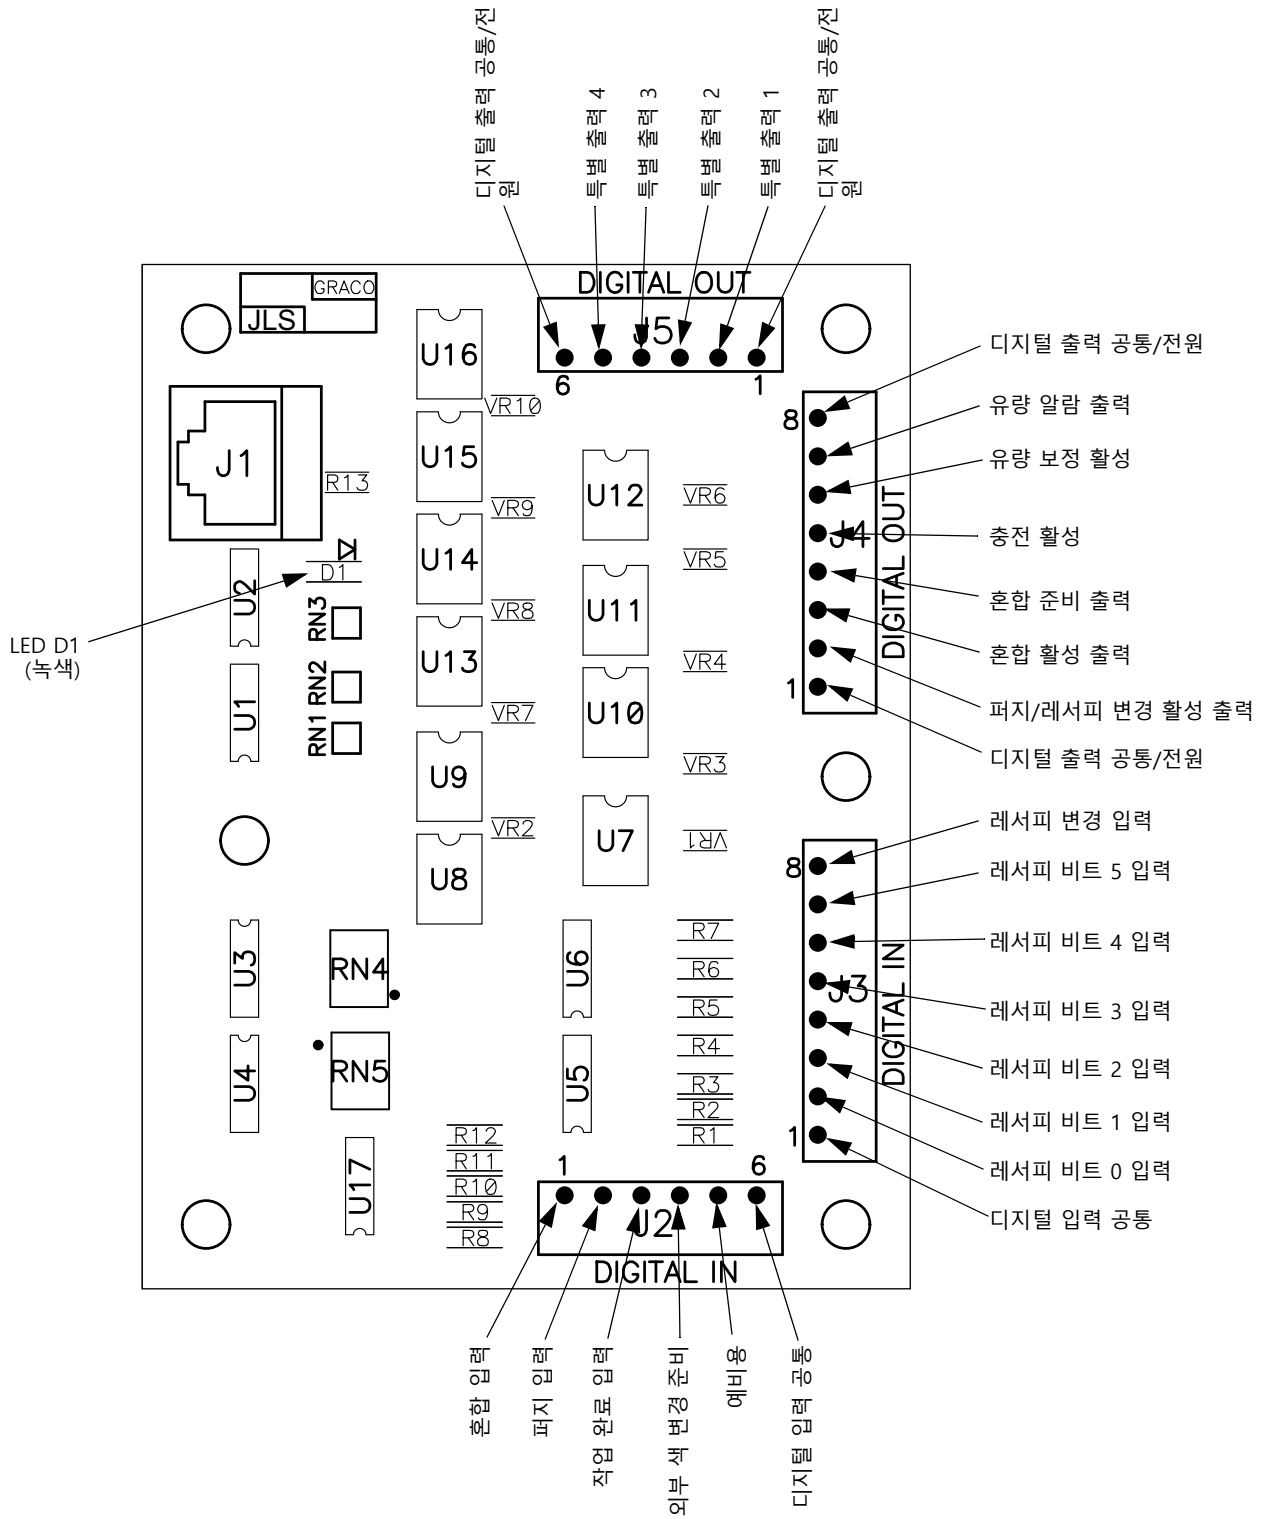 디지털 출력 공통/전
원
특별 출력 4
특별 출력 3
특별 출력 2
특별 출력 1
디지털 출력 공통/전
원
GRACO
JLS
DIGITAL OUT
J5
6
1
U16
VR10
U15
J1
R13
VR9
U12
VR6
U14
VR5
D1
U2
RN3
VR8
U11
U13
VR4
RN2
U1
RN1
VR7
U10
VR3
U9
VR2
U7
VR1
U8
8
J4
DIGITAL OUT
1
디지털 출력 공통/전원
유량 알람 출력
유량 보정 활성
충전 활성
혼합 준비 출력
혼합 활성 출력
퍼지/레서피 변경 활성 출력
디지털 출력 공통/전원
LED D1
(녹색)
8
J3
DIGITAL IN
1
레서피 변경 입력
레서피 비트 5 입력
레서피 비트 4 입력
레서피 비트 3 입력
레서피 비트 2 입력
레서피 비트 1 입력
레서피 비트 0 입력
디지털 입력 공통
U3
RN4
U6
R7
R6
R5
U4
RN5
U5
R4
R3
R2
R1
U17
R12
R11
R10
R9
R8
1
6
J2
DIGITAL IN
혼합 입력
퍼지 입력
작업 완료 입력
외부 색 변경 준비
예비용
디지털 입력 공통